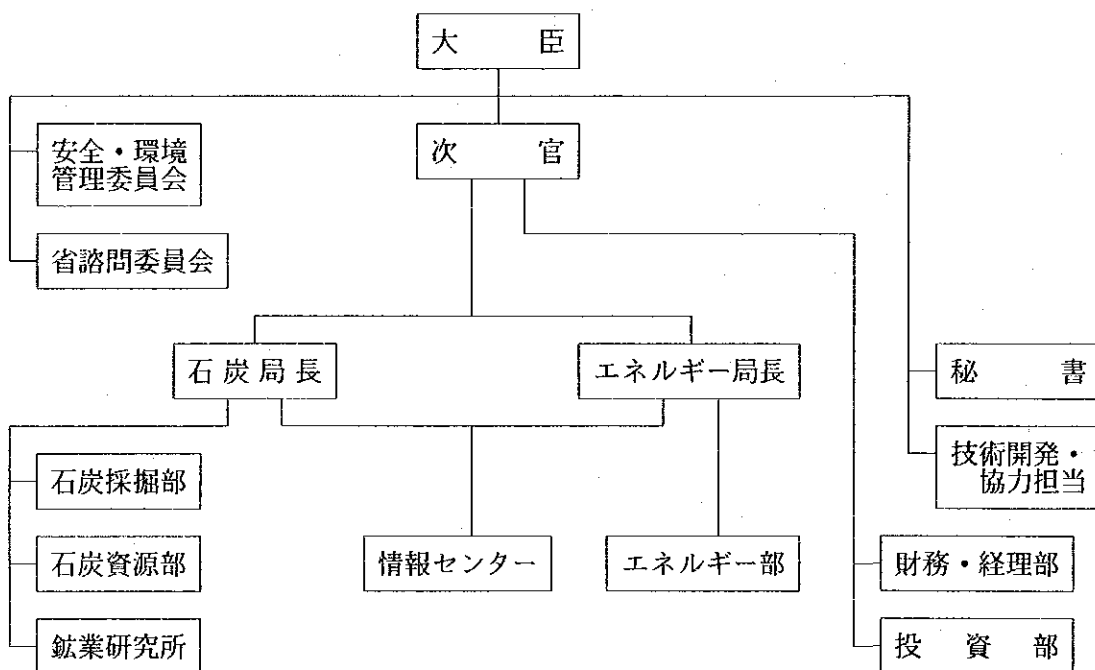 大臣
次官
安全・環境
管理委員会
省諮問委員会
石炭局長
エネルギー局長
秘書
技術開発・
協力担当
石炭採掘部
石炭資源部
情報センター
エネルギー部
財務・経理部
鉱業研究所
投資部